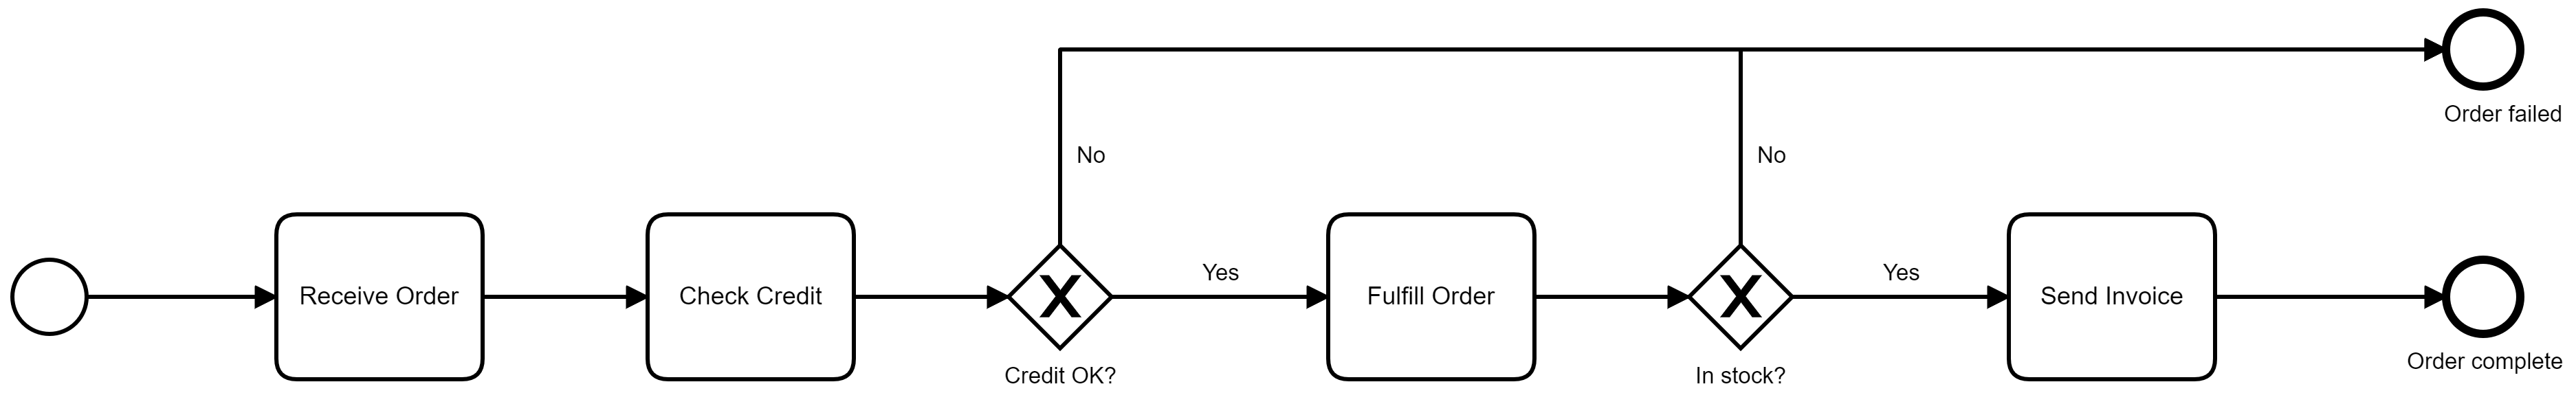 Order failed
No
No
Receive Order
Check Credit
X
Credit OK?
Yes
Fulfill Order
X
In stock?
Yes
Send Invoice
Order complete